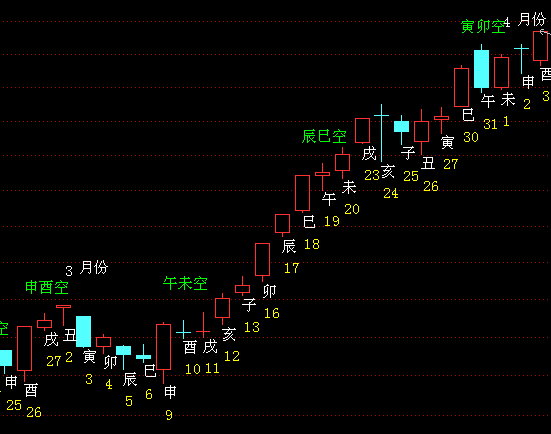 寅卯空
4 月份
酉
3
申
2
未
1
午
31
巳
30
辰巳空
寅
27
丑
26
子
25
亥
24
戌
23
未
20
午
19
巳
18
辰
17
卯
16
3 月份
申酉空
午未空
子
13
亥
12
戌
11
酉
10
申
9
巳
6
辰
5
卯
4
寅
3
丑
2
戌
27
酉
26
申
25
空